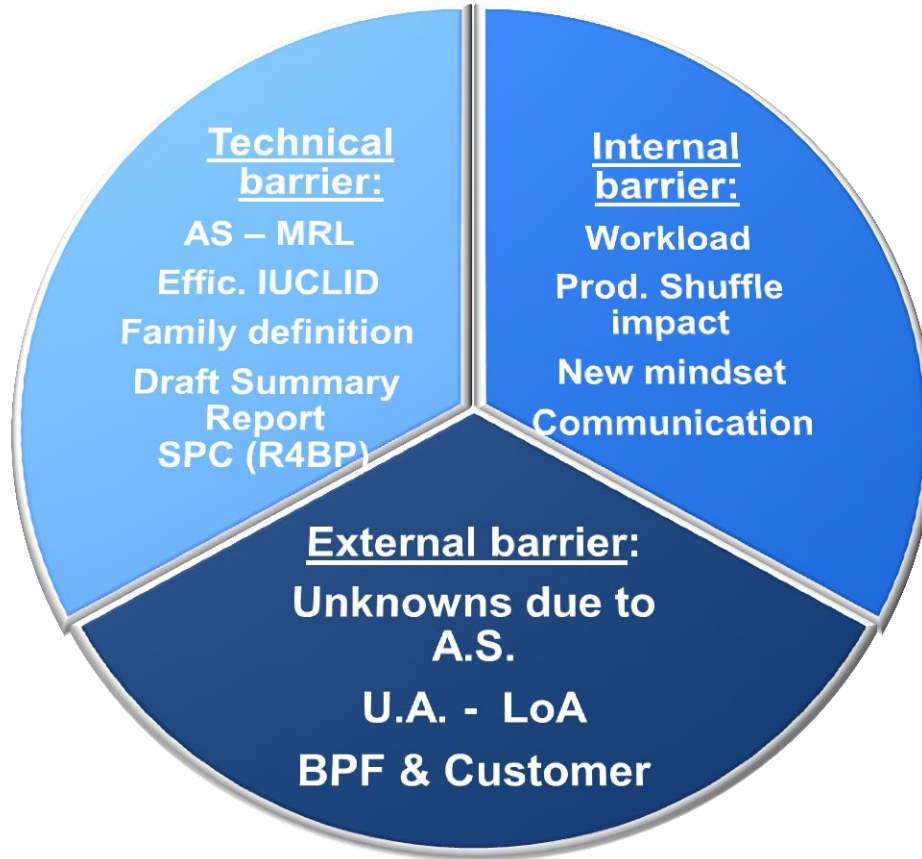 Technical
barrier:
AS – MRL
Effic. IUCLID
Family definition
Draft Summary
Report
SPC (R4BP)
Internal
barrier:
Workload
Prod. Shuffle
impact
New mindset
Communication
External barrier:
Unknowns due to
A.S.
U.A. - LoA
BPF & Customer